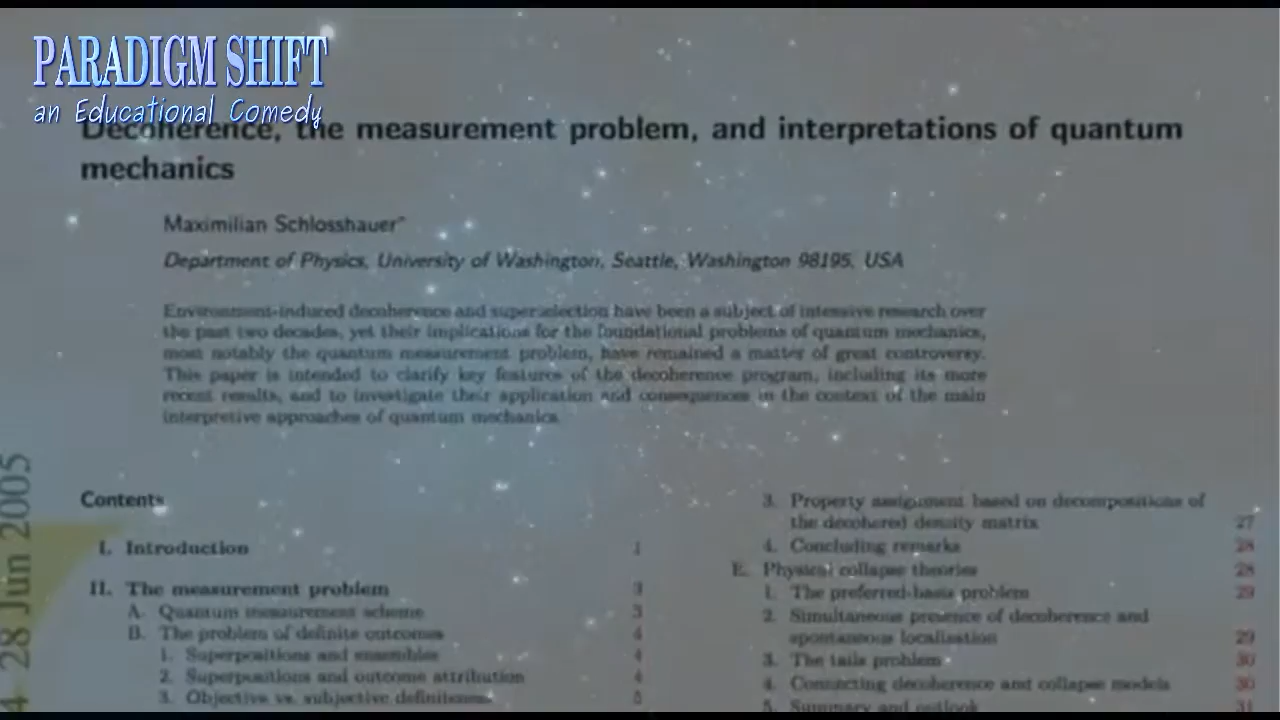 PARADIGM SHIFT
an Educational Comedy
Decoherence, the measurement problem, and interpretations of quantum
mechanics
Maximilian Schlosshauer*
Department of Physics, University of Washington, Seattle, Washington 98195, USA
Environment-induced decoherence and superselection have been a subject of intensive research over
the past two decades, yet their implications for the foundational problems of quantum mechanics,
most notably the quantum measurement problem, have remained a matter of great controversy.
This paper is intended to clarify key features of the decoherence program, including its more
recent results, and to investigate their application and consequences in the context of the main
interpretive approaches of quantum mechanics.
4 28 Jun 2005
Contents
I. Introduction 1
II. The measurement problem 3
A. Quantum measurement scheme 3
B. The problem of definite outcomes 4
1. Superpositions and ensembles 4
2. Superpositions and outcome attribution 4
3. Objective vs. subjective definiteness 5
3. Property assignment based on decompositions of
the decohered density matrix 27
4. Concluding remarks 28
E. Physical collapse theories 28
1. The preferred-basis problem 29
2. Simultaneous presence of decoherence and
spontaneous localization 29
3. The tails problem 30
4. Connecting decoherence and collapse models 30
5. Summary and outlook 31